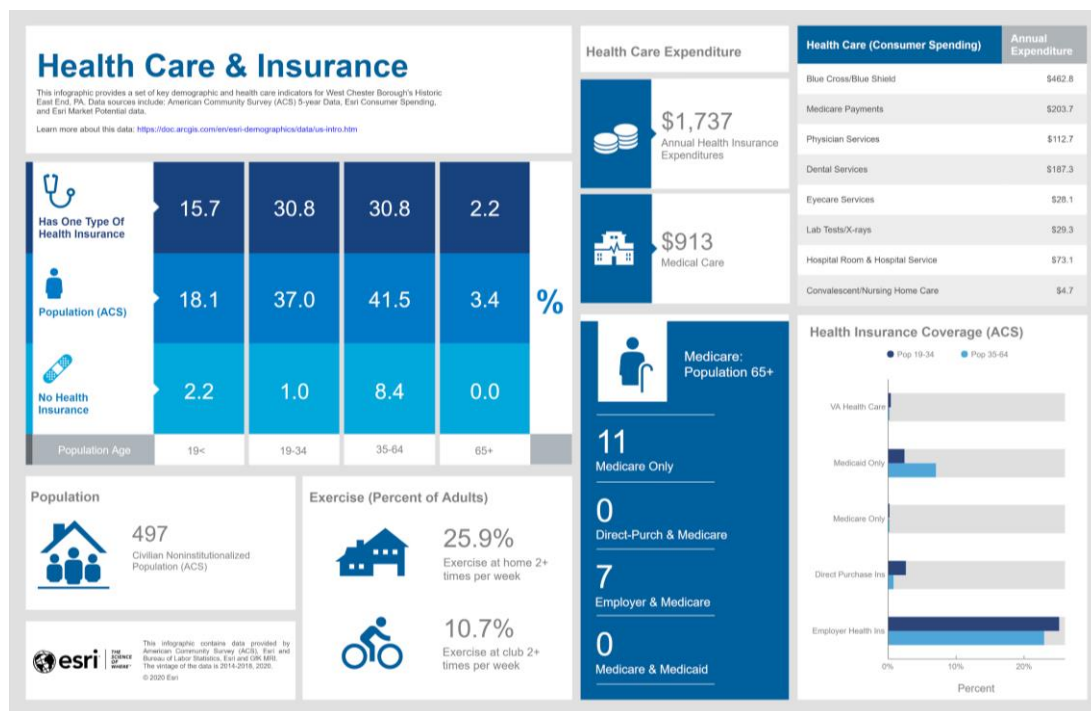 Health Care & Insurance
This infographic provides a set of key demographic and health care indicators for West Chester Borough's Historic
East End, PA. Data sources include: American Community Survey (ACS) 5-year Data, Esri Consumer Spending,
and Esri Market Potential data.
Learn more about this data: https://doc.arcgis.com/en/esri-demographics/data/us-intro.htm
Has One Type Of
Health Insurance
15.7 30.8 30.8 2.2
Population (ACS)
18.1 37.0 41.5 3.4
%
No Health
Insurance
2.2 1.0 8.4 0.0
Population Age 19< 19-34 35-64 65+
Population
497
Civilian Noninstitutionalized
Population (ACS)
esri
THE
SCIENCE
OF
WHERE™
This infographic contains data provided by
American Community Survey (ACS), Esri and
Bureau of Labor Statistics, Esri and GfK MRI.
The vintage of the data is 2014-2018, 2020.
© 2020 Esri
Exercise (Percent of Adults)
25.9%
Exercise at home 2+
times per week
10.7%
Exercise at club 2+
times per week
Health Care Expenditure
$1,737
Annual Health Insurance
Expenditures
$913
Medical Care
Medicare:
Population 65+
11
Medicare Only
0
Direct-Purch & Medicare
7
Employer & Medicare
0
Medicare & Medicaid
Health Care (Consumer Spending) Annual
Expenditure
Blue Cross/Blue Shield $462.8
Medicare Payments $203.7
Physician Services $112.7
Dental Services $187.3
Eyecare Services $28.1
Lab Tests/X-rays $29.3
Hospital Room & Hospital Service $73.1
Convalescent/Nursing Home Care $4.7
Health Insurance Coverage (ACS)
Pop 19-34 Pop 35-64
VA Health Care
Medicaid Only
Medicare Only
Direct Purchase Ins
Employer Health Ins
0% 10% 20%
Percent